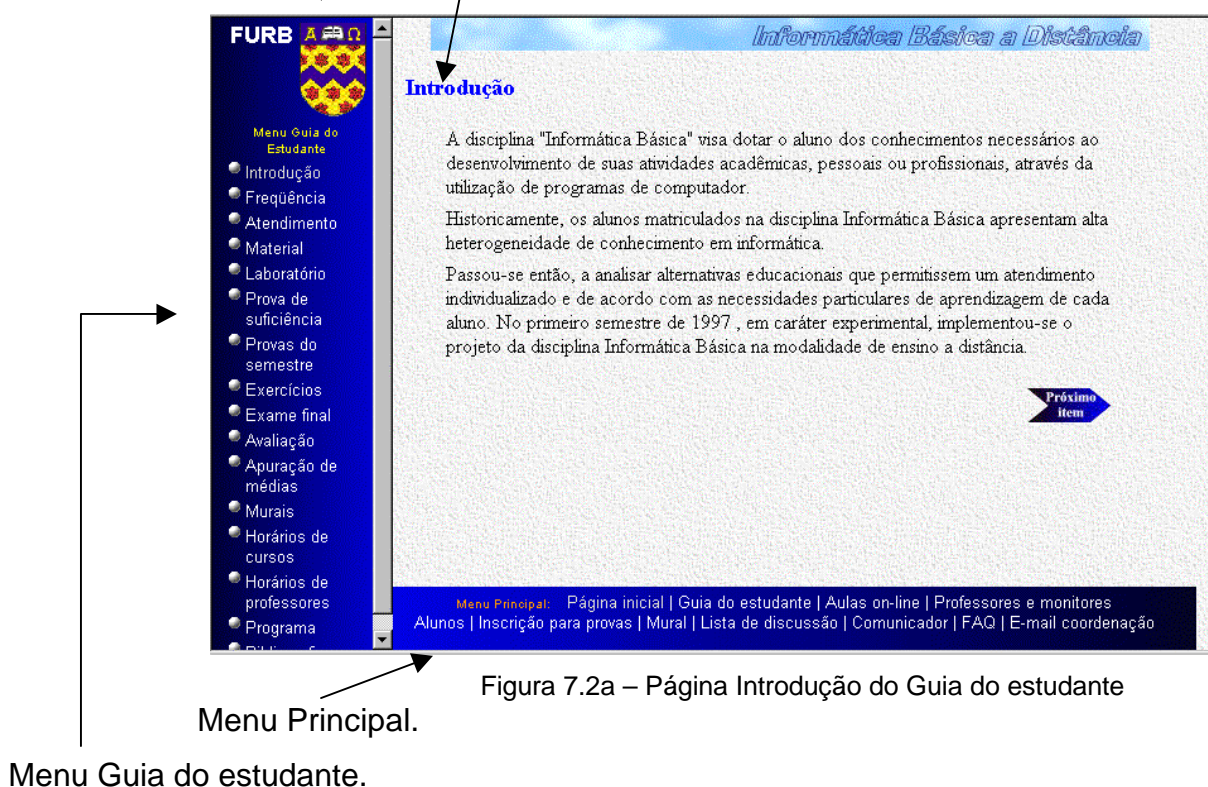 FURB
Α Ω
Menu Guia do
Estudante
Introdução
Freqüência
Atendimento
Material
Laboratório
Prova de
suficiência
Provas do
semestre
Exercícios
Exame final
Avaliação
Apuração de
médias
Murais
Horários de
cursos
Horários de
professores
Programa
Informática Básica a Distância
Introdução
A disciplina "Informática Básica" visa dotar o aluno dos conhecimentos necessários ao
desenvolvimento de suas atividades acadêmicas, pessoais ou profissionais, através da
utilização de programas de computador.
Historicamente, os alunos matriculados na disciplina Informática Básica apresentam alta
heterogeneidade de conhecimento em informática.
Passou-se então, a analisar alternativas educacionais que permitissem um atendimento
individualizado e de acordo com as necessidades particulares de aprendizagem de cada
aluno. No primeiro semestre de 1997 , em caráter experimental, implementou-se o
projeto da disciplina Informática Básica na modalidade de ensino a distância.
Próximo
item
Menu Principal: Página inicial | Guia do estudante | Aulas on-line | Professores e monitores
Alunos | Inscrição para provas | Mural | Lista de discussão | Comunicador | FAQ | E-mail coordenação
Figura 7.2a – Página Introdução do Guia do estudante
Menu Principal.
Menu Guia do estudante.